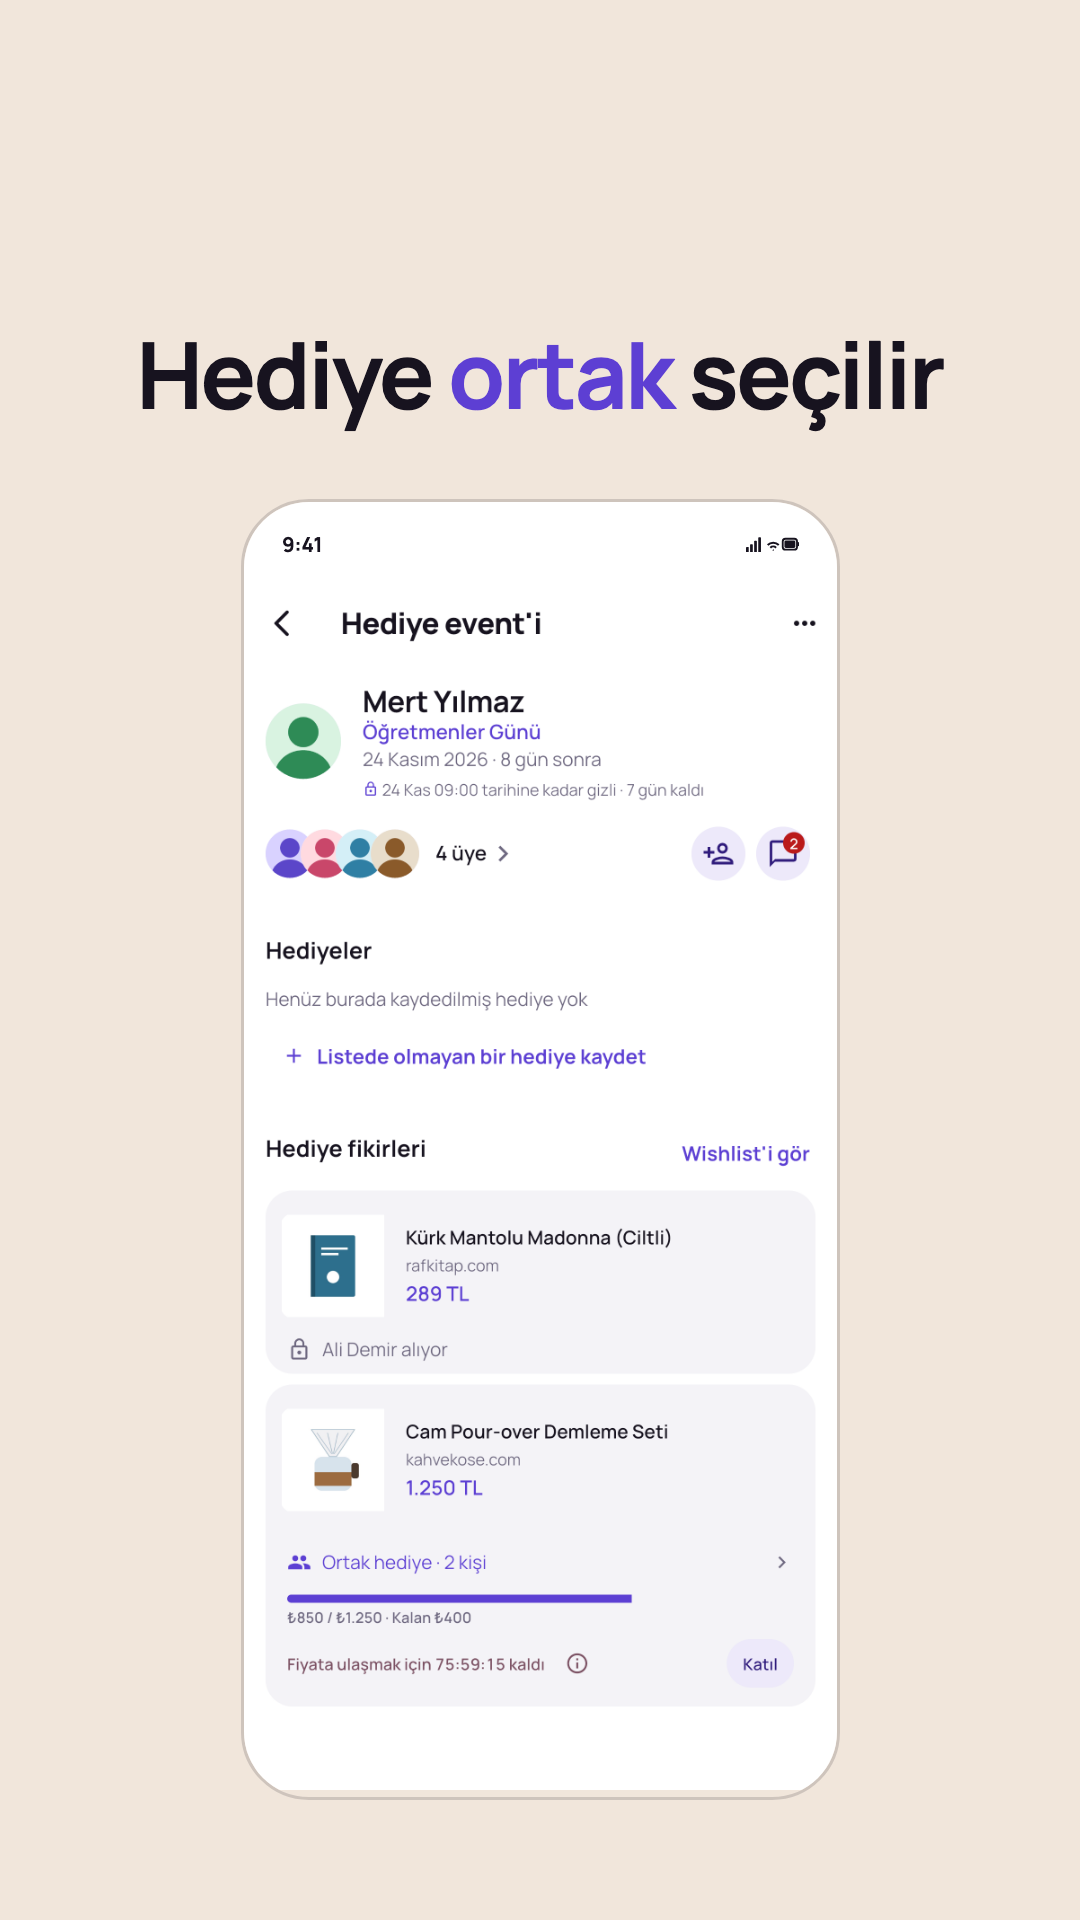 Hediye ortak seçilir
9:41
Hediye event'i
Mert Yılmaz
Öğretmenler Günü
24 Kasım 2026 · 8 gün sonra
24 Kas 09:00 tarihine kadar gizli · 7 gün kaldı
4 üye
2
Hediyeler
Henüz burada kaydedilmiş hediye yok
+ Listede olmayan bir hediye kaydet
Hediye fikirleri
Wishlist'i gör
Kürk Mantolu Madonna (Ciltli)
rafkitap.com
289 TL
Ali Demir alıyor
Cam Pour-over Demleme Seti
kahvekose.com
1.250 TL
Ortak hediye · 2 kişi
₺850 / ₺1.250 · Kalan ₺400
Fiyata ulaşmak için 75:59:15 kaldı
Katıl